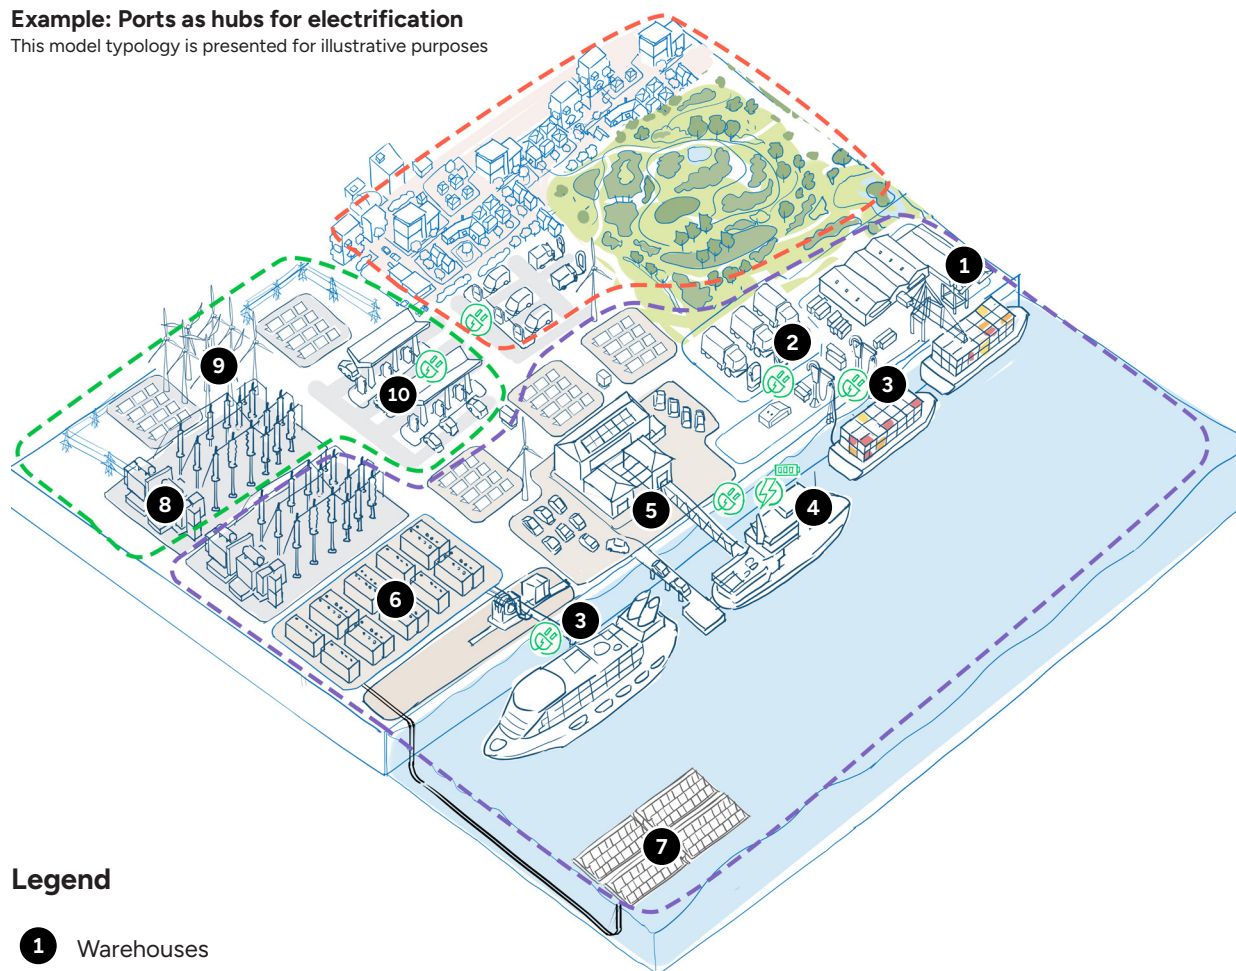 Example: Ports as hubs for electrification
This model typology is presented for illustrative purposes
1
2
3
9
10
4
8
5
6
3
7
Legend
1 Warehouses